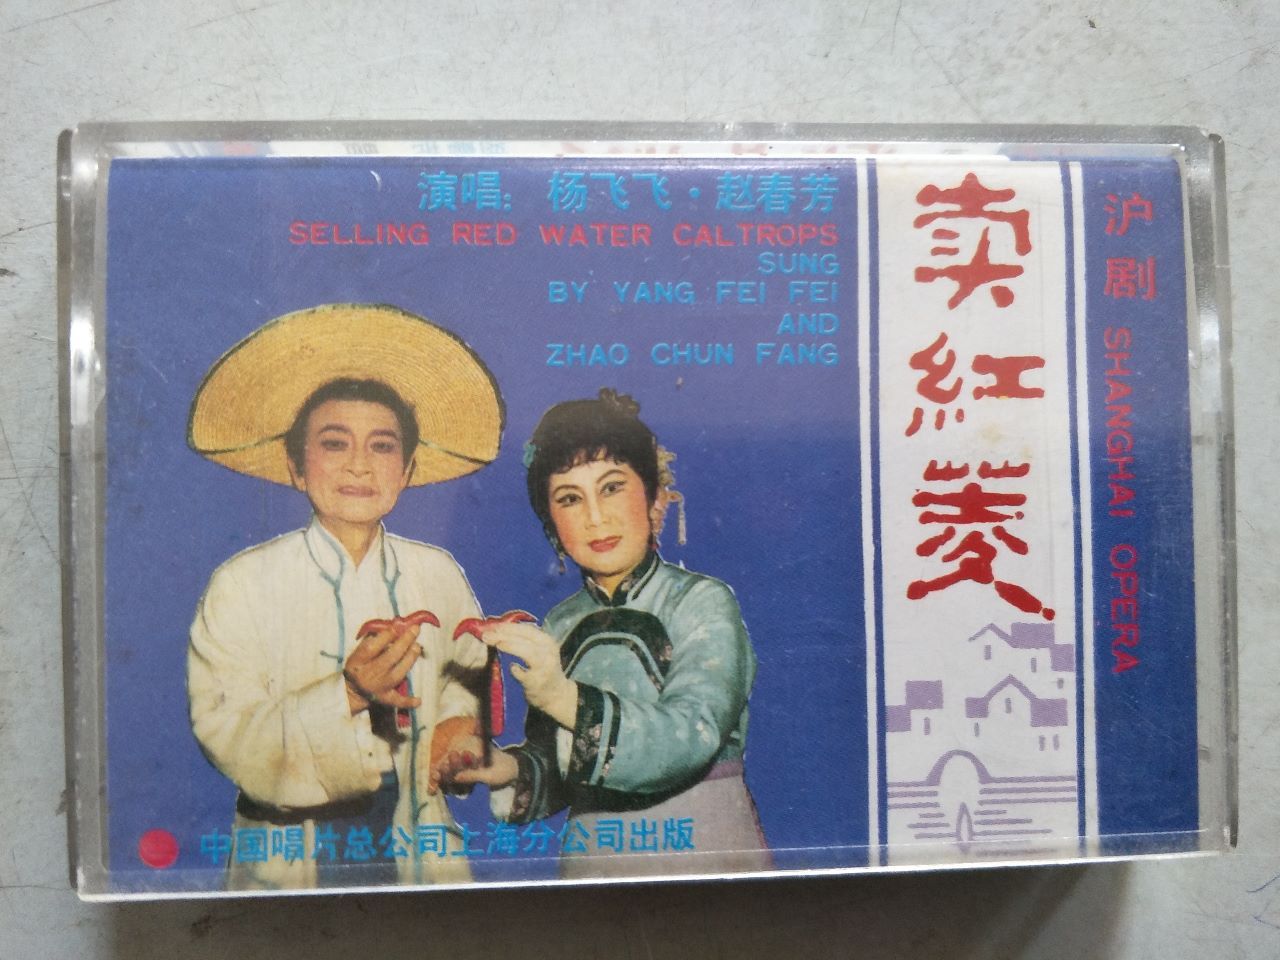 演唱：杨飞飞·赵春芳
SELLING RED WATER CALTROPS
SUNG
BY YANG FEI FEI
AND
ZHAO CHUN FANG
卖红菱
沪剧 SHANGHAI OPERA
中国唱片总公司上海分公司出版